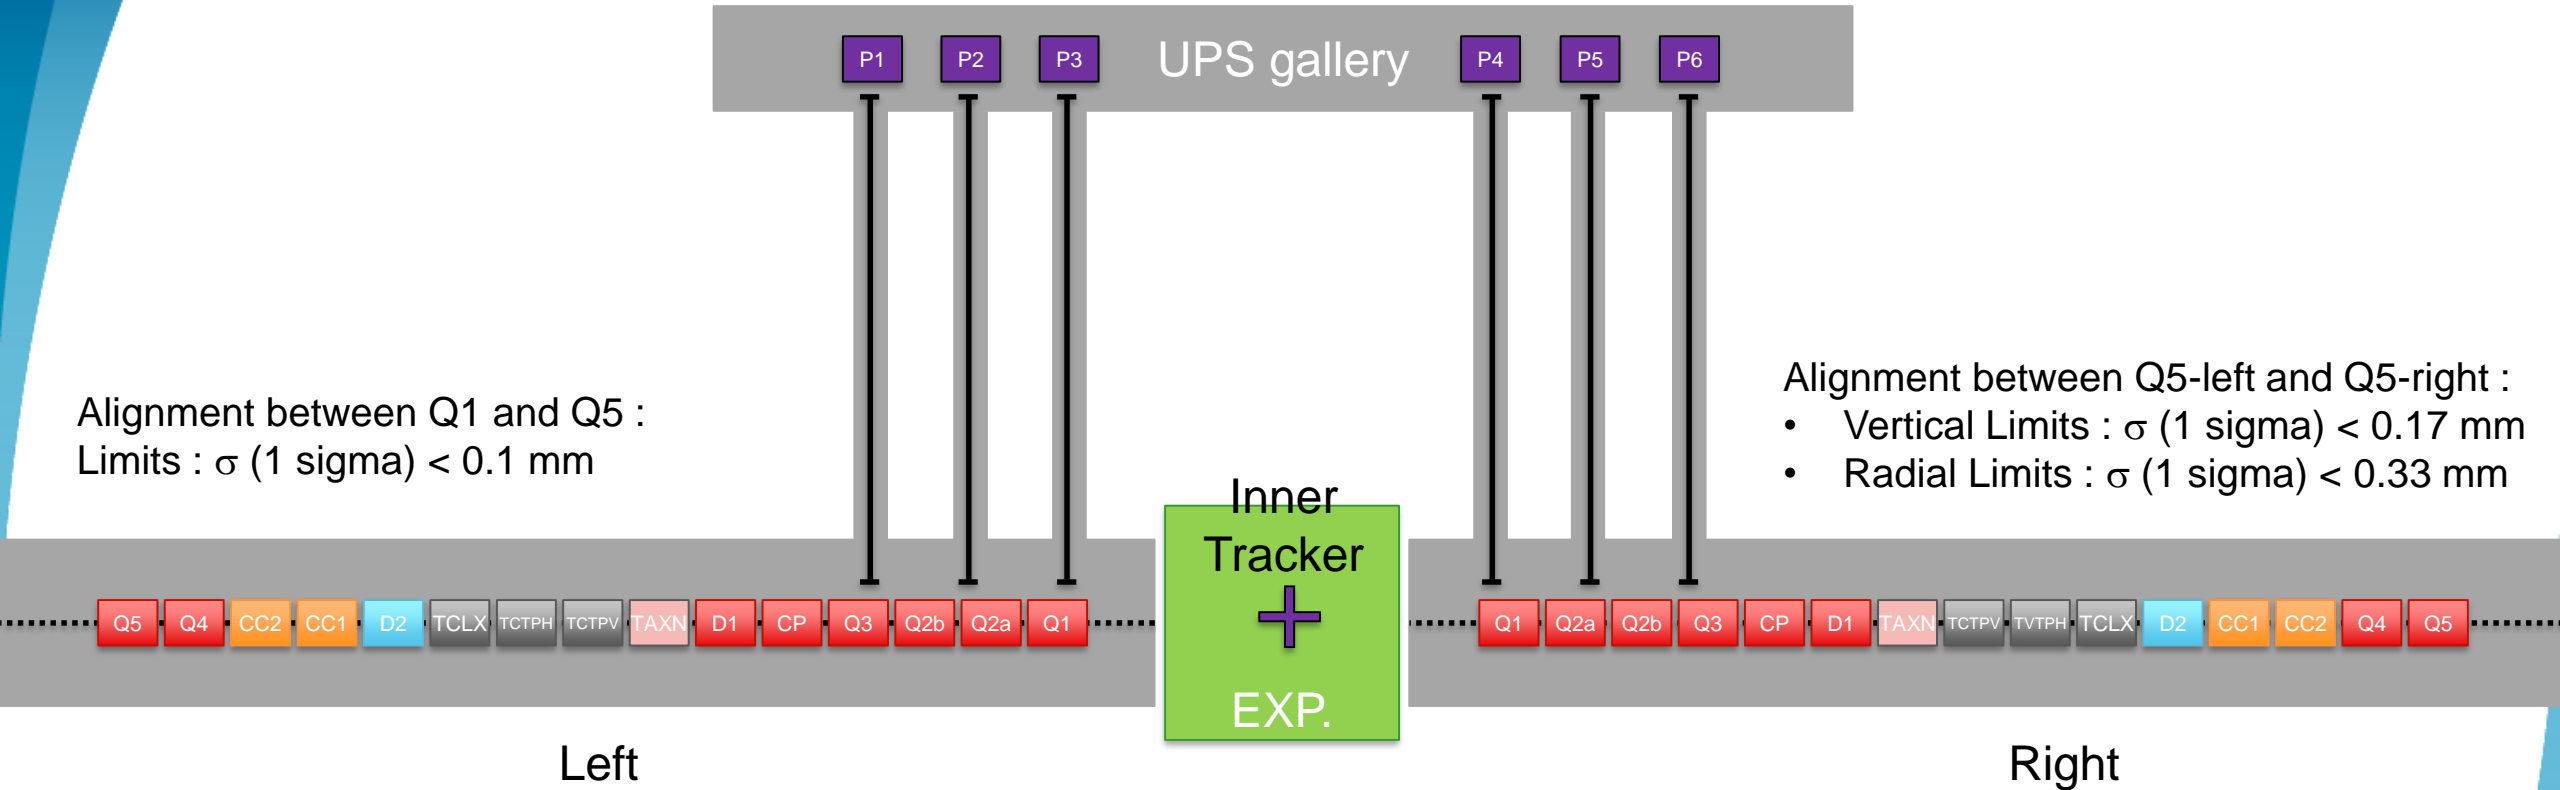 P1 P2 P3 UPS gallery P4 P5 P6
Alignment between Q1 and Q5 :
Limits : σ (1 sigma) < 0.1 mm
Alignment between Q5-left and Q5-right :
• Vertical Limits : σ (1 sigma) < 0.17 mm
• Radial Limits : σ (1 sigma) < 0.33 mm
Inner
Tracker
Q5 Q4 CC2 CC1 D2 TCLX TCTPH TCTPV TAXN D1 CP Q3 Q2b Q2a Q1
Q1 Q2a Q2b Q3 CP D1 TAXN TCTPV TVTPH TCLX D2 CC1 CC2 Q4 Q5
EXP.
Left
Right